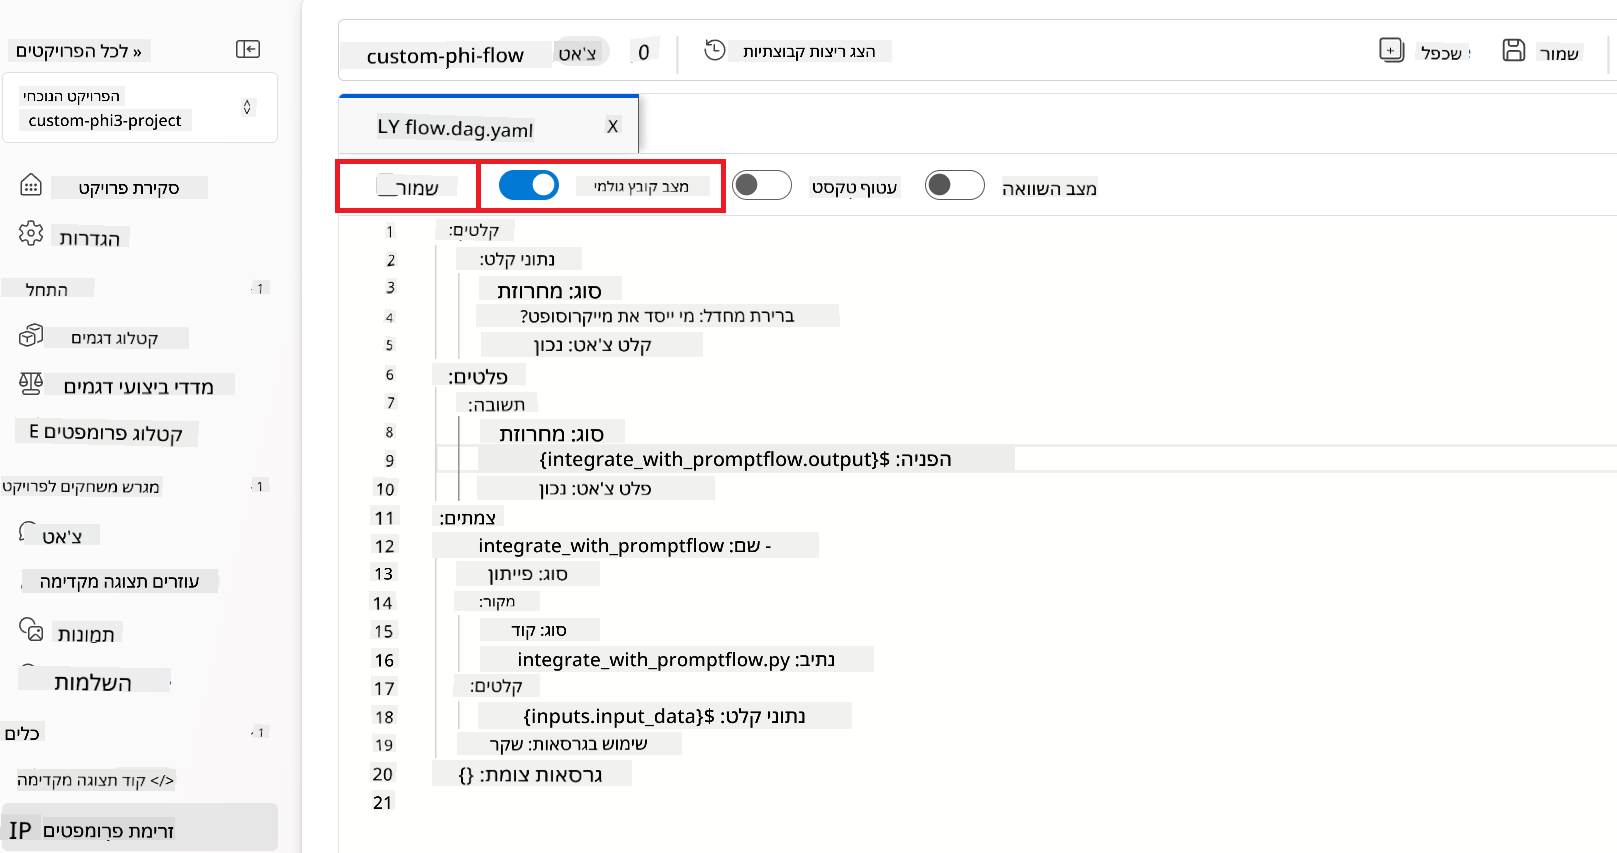 לכל הפרויקטים »
הפרויקט הנוכחי
custom-phi3-project
סקירת פרויקט
הגדרות
התחל
1
קטלוג דגמים
מדדי ביצועי דגמים
קטלוג פרומפטים E
מגרש משחקים לפרויקט
1
צ'אט
עוזרים תצוגה מקדימה
תמונות
השלמות
כלים
1
</> קוד תצוגה מקדימה
IP זרימת פרומפטים
custom-phi-flow
צ'אט
0
הצג ריצות קבוצתיות
שכפל
שמור
LY flow.dag.yaml
X
שמור
מצב קובץ גולמי
עטוף טקסט
מצב השוואה
1 קלטים:
2 נתוני קלט:
3 סוג: מחרוזת
4 ברירת מחדל: מי ייסד את מייקרוסופט?
5 קלט צ'אט: נכון
6 פלטים:
7 תשובה:
8 סוג: מחרוזת
9 הפניה: ${integrate_with_promptflow.output}
10 פלט צ'אט: נכון
11 צמתים:
12 - שם: integrate_with_promptflow
13 סוג: פייתון
14 מקור:
15 סוג: קוד
16 נתיב: integrate_with_promptflow.py
17 קלטים:
18 נתוני קלט: ${inputs.input_data}
19 שימוש בגרסאות: שקר
20 גרסאות צומת: {}
21